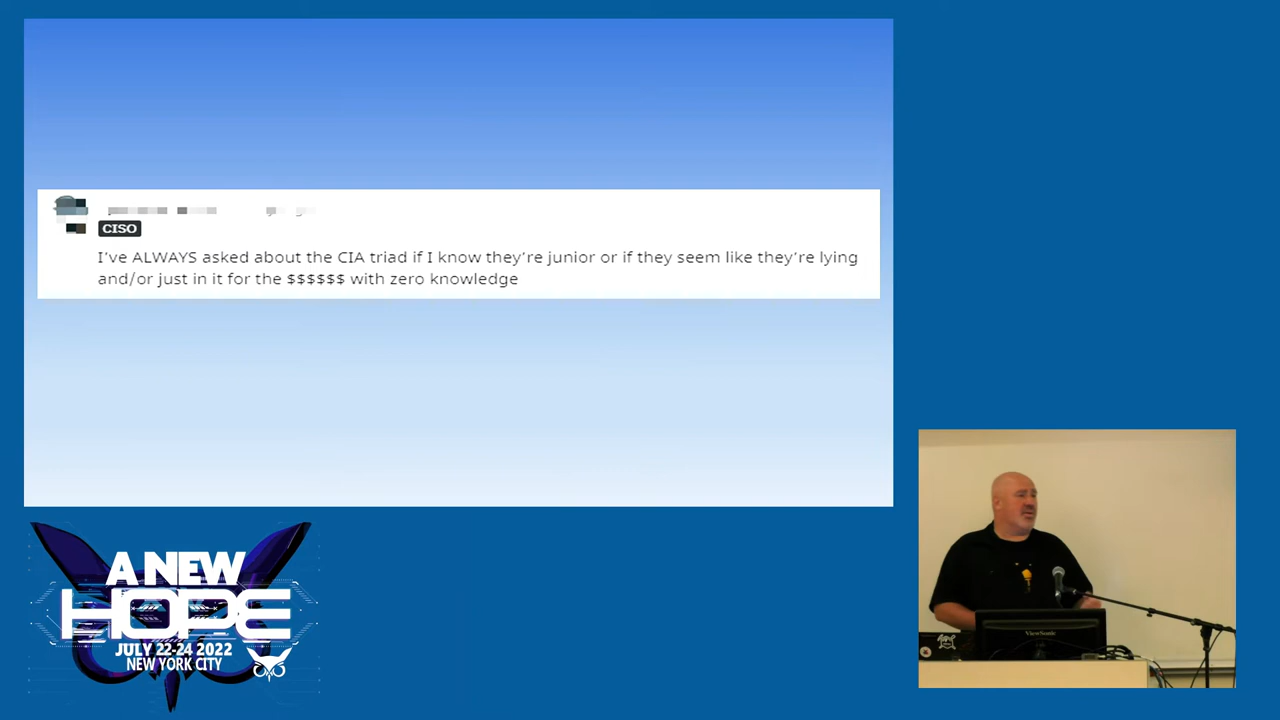 CISO
I've ALWAYS asked about the CIA triad if I know they're junior or if they seem like they're lying
and/or just in it for the $$$$$$ with zero knowledge
A NEW
HOPE
JULY 22-24 2022
NEW YORK CITY
ViewSonic